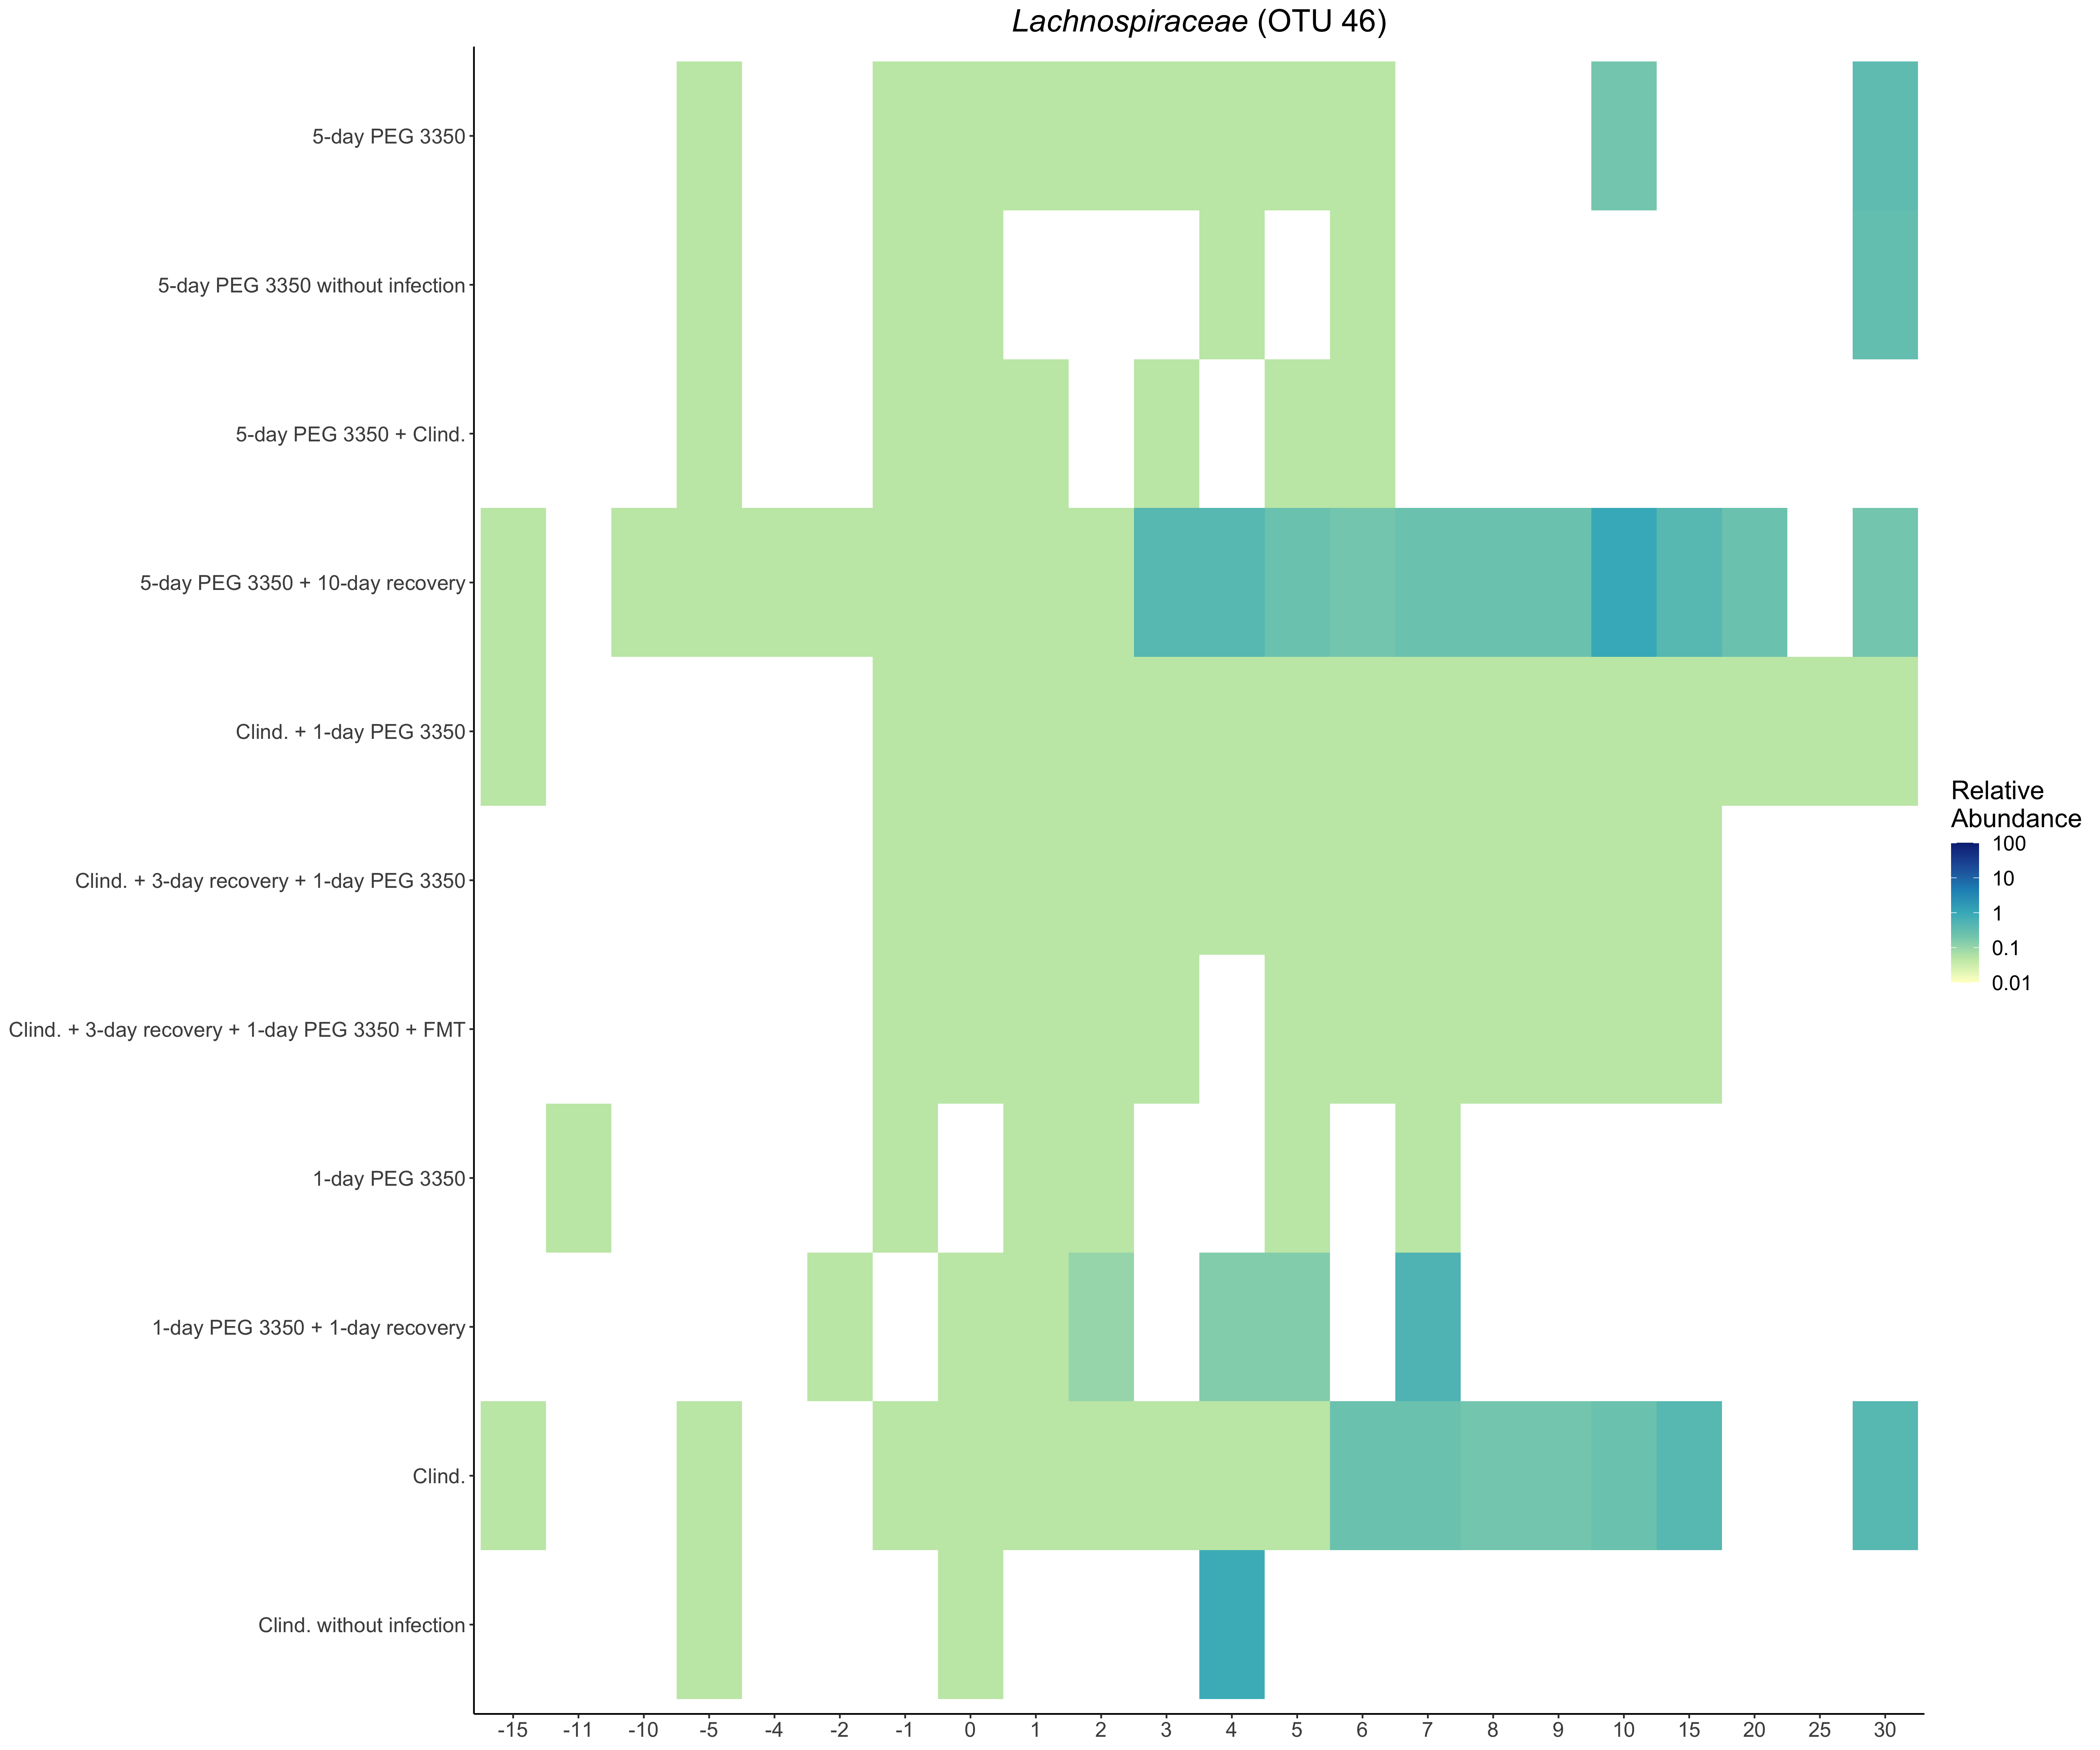 Lachnospiraceae (OTU 46)
5-day PEG 3350
5-day PEG 3350 without infection
5-day PEG 3350 + Clind.
5-day PEG 3350 + 10-day recovery
Clind. + 1-day PEG 3350
Clind. + 3-day recovery + 1-day PEG 3350
Clind. + 3-day recovery + 1-day PEG 3350 + FMT
1-day PEG 3350
1-day PEG 3350 + 1-day recovery
Clind.
Clind. without infection
-15 -11 -10 -5 -4 -2 -1 0 1 2 3 4 5 6 7 8 9 10 15 20 25 30
Relative
Abundance
100
10
1
0.1
0.01